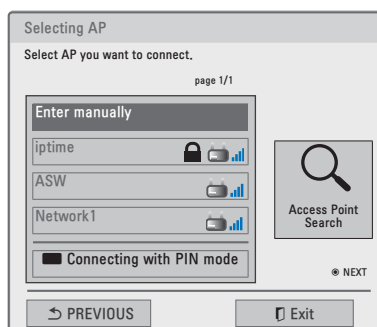 Selecting AP
Select AP you want to connect.
page 1/1
Enter manually
iptime
ASW
Network1
Connecting with PIN mode
Access Point
Search
NEXT
PREVIOUS
Exit